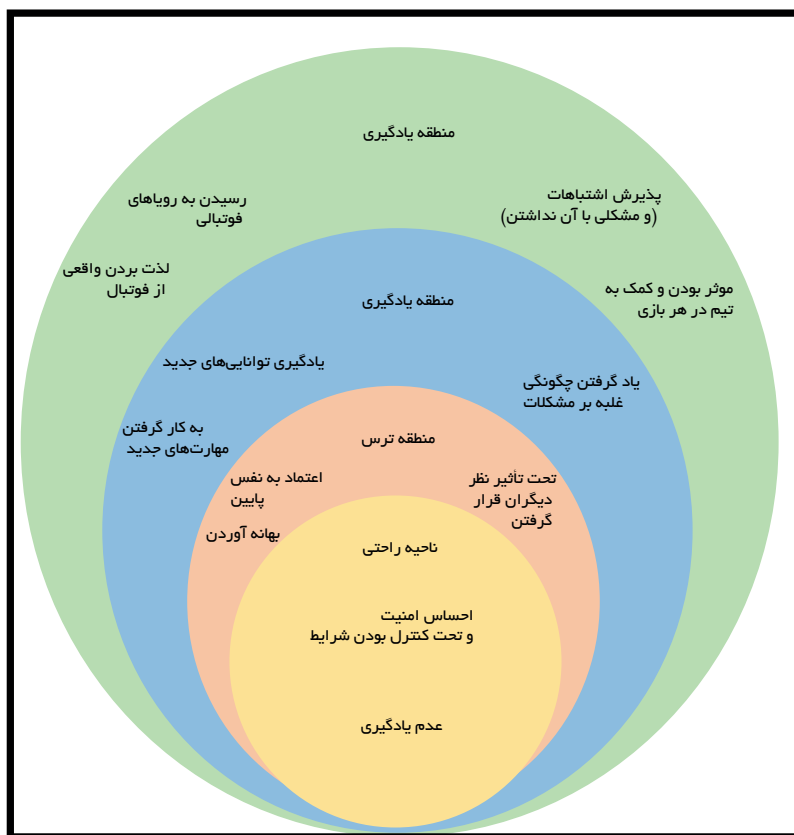 منطقه یادگیری
پذیرش اشتباهات
(و مشکلی با آن نداشتن)
رسیدن به رویاهای
فوتبالی
موثر بودن و کمک به
تیم در هر بازی
لذت بردن واقعی
از فوتبال
منطقه یادگیری
یاد گرفتن چگونگی
غلبه بر مشکلات
یادگیری توانایی‌های جدید
به کار گرفتن
مهارت‌های جدید
منطقه ترس
تحت تأثیر نظر
دیگران قرار
گرفتن
اعتماد به نفس
پایین
بهانه آوردن
ناحیه راحتی
احساس امنیت
و تحت کنترل بودن شرایط
عدم یادگیری